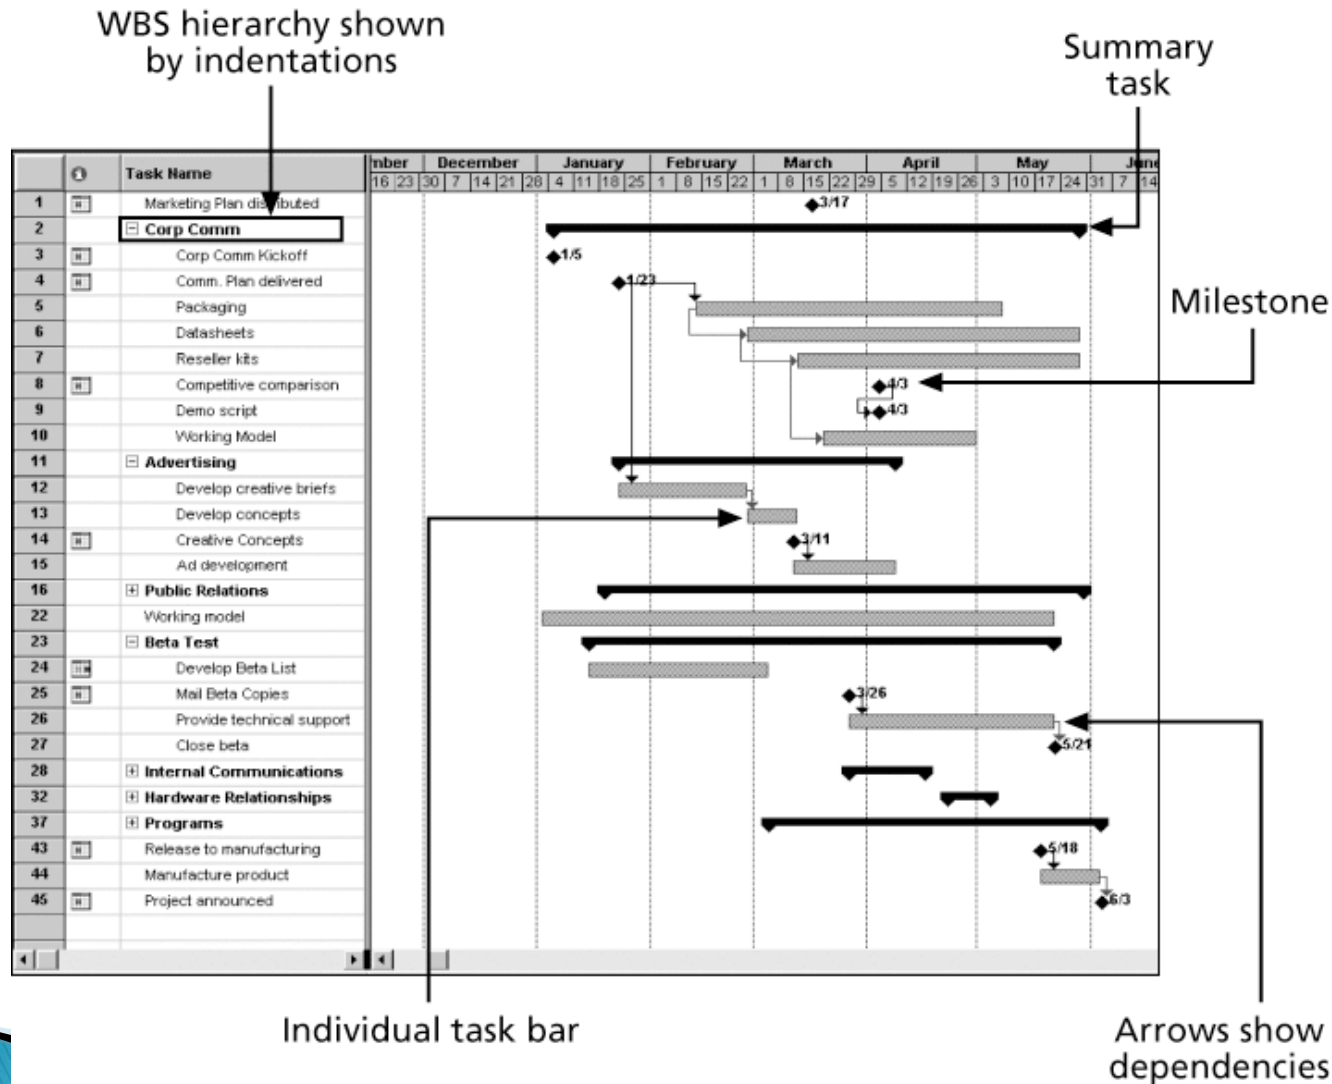 WBS hierarchy shown
by indentations
Summary
task
Task Name
mber December January February March April May June
16 23 30 7 14 21 28 4 11 18 25 1 8 15 22 1 8 15 22 29 5 12 19 26 3 10 17 24 31 7 14
1 Marketing Plan distributed 3/17
2 Corp Comm
3 Corp Comm Kickoff 1/5
4 Comm. Plan delivered 1/23
5 Packaging
6 Datasheets
7 Reseller kits
8 Competitive comparison 4/3
9 Demo script 4/3
10 Working Model
11 Advertising
12 Develop creative briefs
13 Develop concepts
14 Creative Concepts 3/11
15 Ad development
16 Public Relations
22 Working model
23 Beta Test
24 Develop Beta List
25 Mail Beta Copies 3/26
26 Provide technical support
27 Close beta 5/21
28 Internal Communications
32 Hardware Relationships
37 Programs
43 Release to manufacturing 5/18
44 Manufacture product
45 Project announced 6/3
Milestone
Individual task bar
Arrows show
dependencies